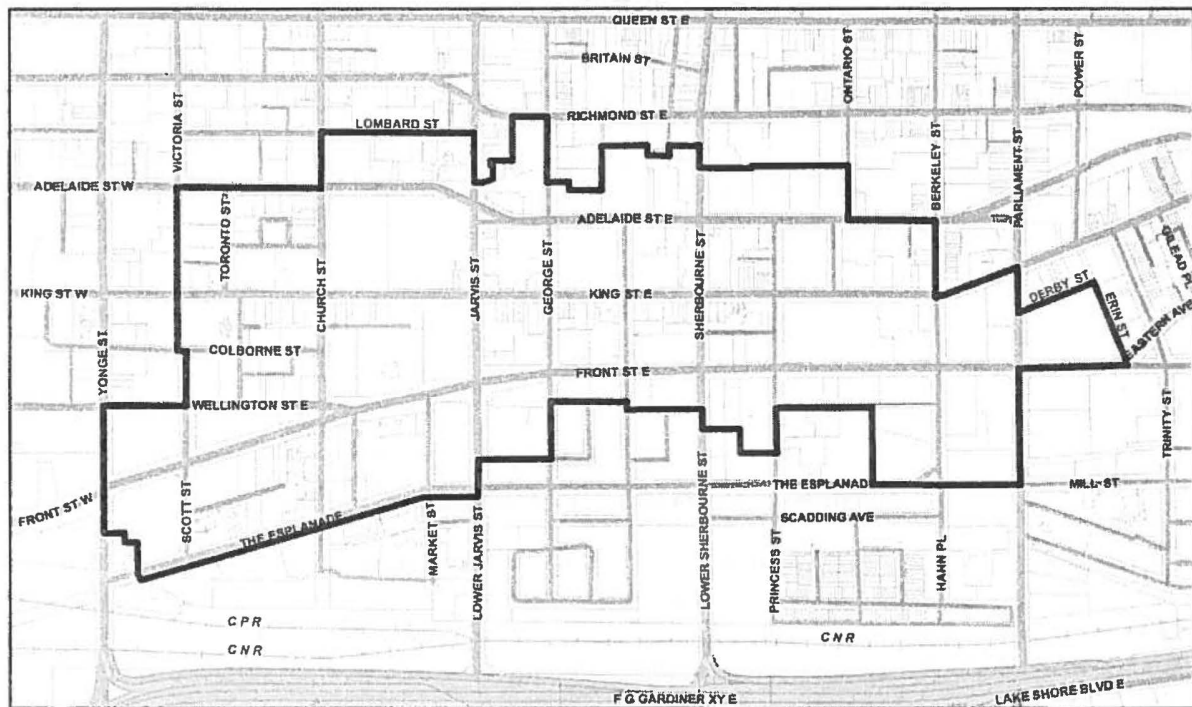 QUEEN ST E
BRITAIN ST
ONTARIO ST
POWER ST
VICTORIA ST
RICHMOND ST E
LOMBARD ST
BERKELEY ST
PARLIAMENT ST
ADELAIDE ST W
TORONTO ST
ADELAIDE ST E
GILEAD PL
CHURCH ST
JARVIS ST
GEORGE ST
SHERBOURNE ST
KING ST W
KING ST E
DERBY ST
ERIN ST
EASTERN AVE
YONGE ST
COLBORNE ST
FRONT ST E
WELLINGTON ST E
TRINITY ST
FRONT ST W
SCOTT ST
THE ESPLANADE
MARKET ST
LOWER JARVIS ST
LOWER SHERBOURNE ST
THE ESPLANAD
MILL ST
SCADDING AVE
PRINCESS ST
HAHN PL
CPR
CNR
CNR
F G GARDINER XY E
LAKE SHORE BLVD E